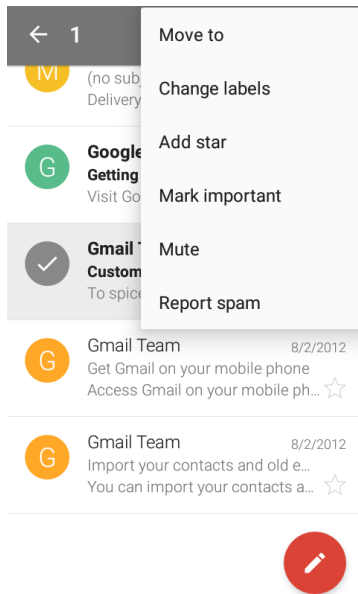 1
Move to
Change labels
Add star
Mark important
Mute
Report spam
M
(no sub
Delivery
G
Google
Getting
Visit Go
Gmail
Custom
To spice
G
Gmail Team 8/2/2012
Get Gmail on your mobile phone
Access Gmail on your mobile ph...
G
Gmail Team 8/2/2012
Import your contacts and old e...
You can import your contacts a...